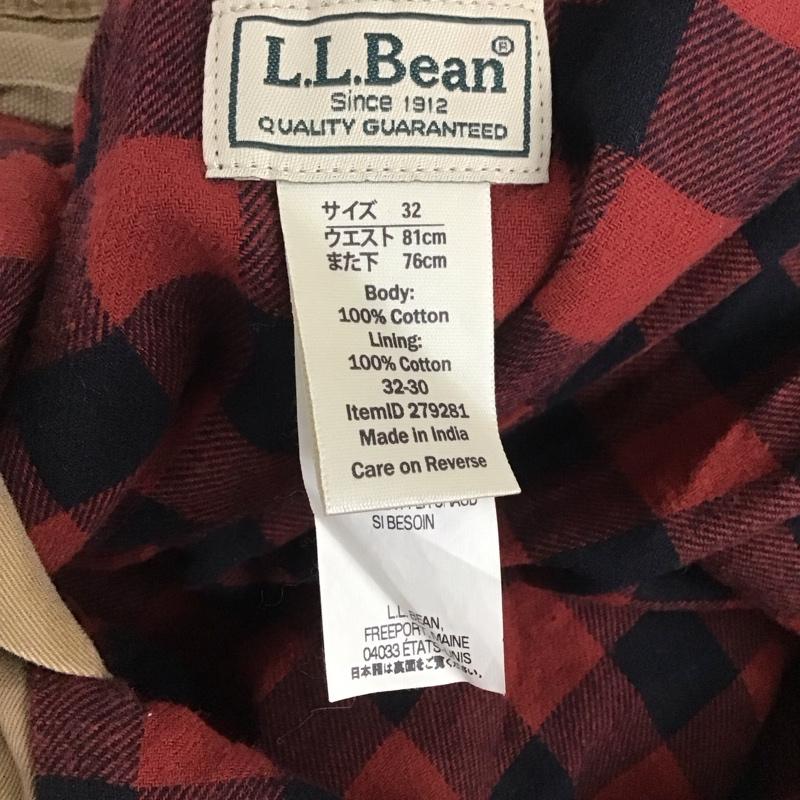 L.L.Bean®
Since 1912
QUALITY GUARANTEED
サイズ 32
ウエスト 81cm
また下 76cm
Body:
100% Cotton
Lining:
100% Cotton
32-30
ItemID 279281
Made in India
Care on Reverse
SI BESOIN
L.L.BEAN,
FREEPORT, MAINE
04033 ÉTATS-UNIS
日本語は裏面をご覧ください。